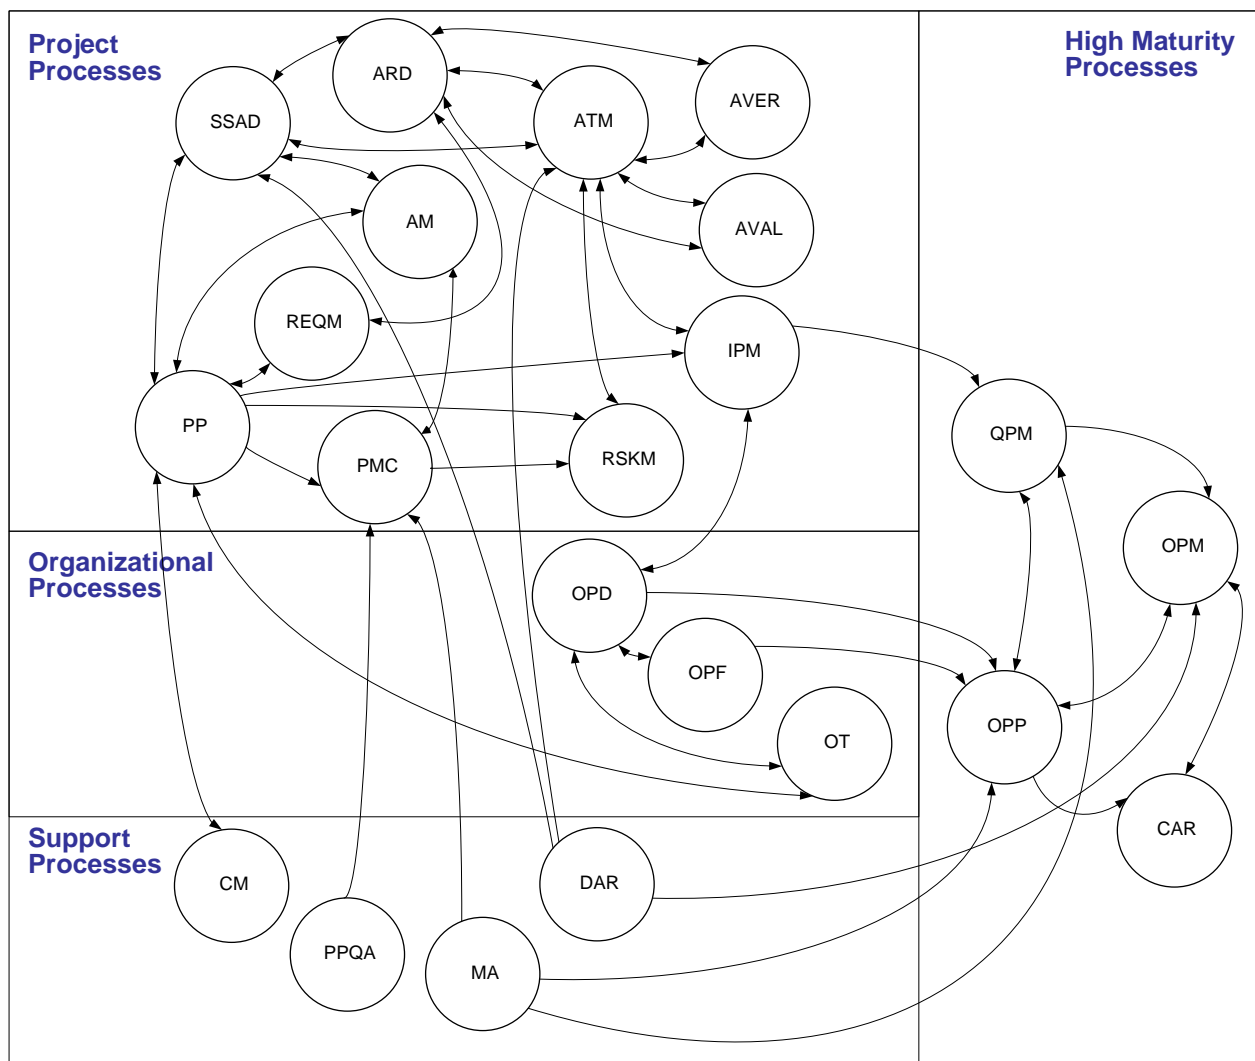 Project
Processes
High Maturity
Processes
ARD
SSAD
ATM
AVER
AM
AVAL
REQM
IPM
PP
PMC
RSKM
QPM
OPM
Organizational
Processes
OPD
OPF
OT
OPP
CAR
Support
Processes
CM
PPQA
MA
DAR